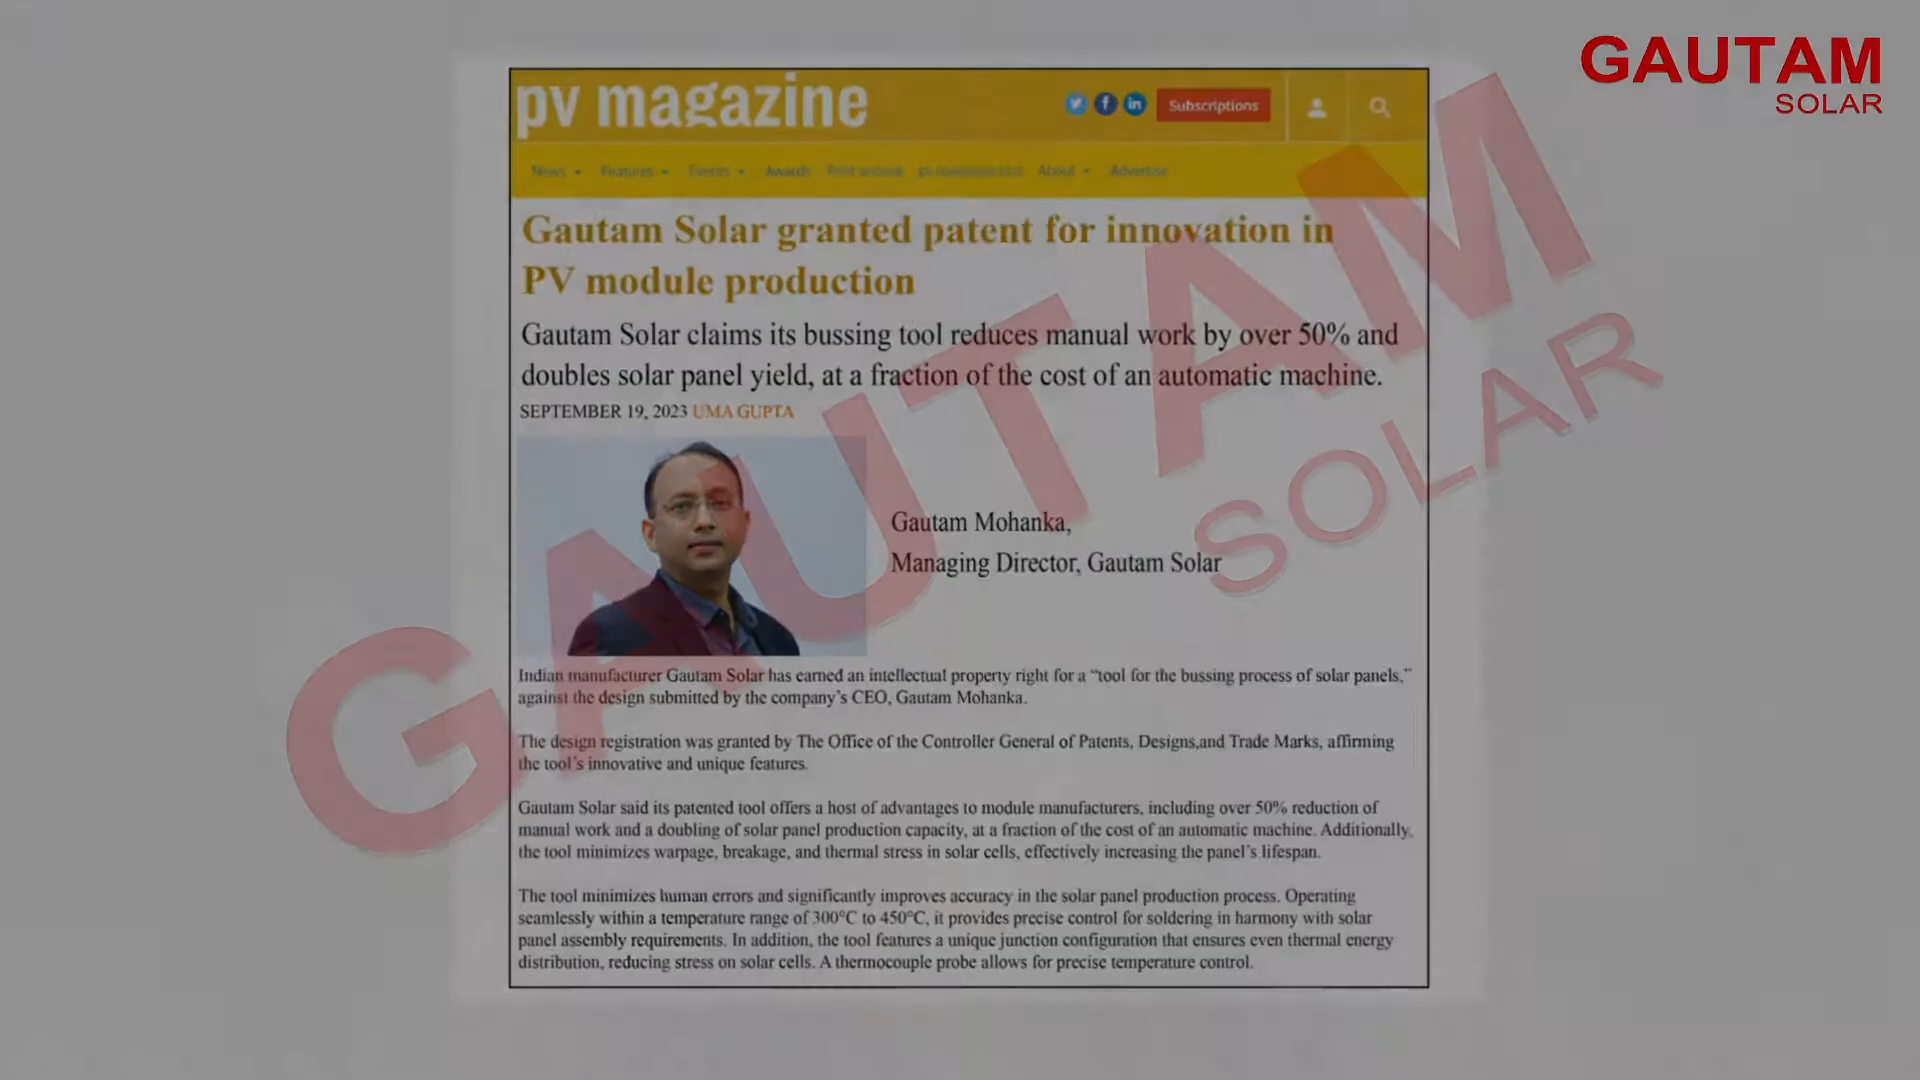 GAUTAM
SOLAR
pv magazine
Subscriptions
News Features Events Awards Print archive pv magazine test About Advertise
Gautam Solar granted patent for innovation in
PV module production
Gautam Solar claims its bussing tool reduces manual work by over 50% and
doubles solar panel yield, at a fraction of the cost of an automatic machine.
SEPTEMBER 19, 2023 UMA GUPTA
Gautam Mohanka,
Managing Director, Gautam Solar
Indian manufacturer Gautam Solar has earned an intellectual property right for a “tool for the bussing process of solar panels,”
against the design submitted by the company’s CEO, Gautam Mohanka.
The design registration was granted by The Office of the Controller General of Patents, Designs,and Trade Marks, affirming
the tool’s innovative and unique features.
Gautam Solar said its patented tool offers a host of advantages to module manufacturers, including over 50% reduction of
manual work and a doubling of solar panel production capacity, at a fraction of the cost of an automatic machine. Additionally,
the tool minimizes warpage, breakage, and thermal stress in solar cells, effectively increasing the panel’s lifespan.
The tool minimizes human errors and significantly improves accuracy in the solar panel production process. Operating
seamlessly within a temperature range of 300°C to 450°C, it provides precise control for soldering in harmony with solar
panel assembly requirements. In addition, the tool features a unique junction configuration that ensures even thermal energy
distribution, reducing stress on solar cells. A thermocouple probe allows for precise temperature control.
GAUTAM
SOLAR